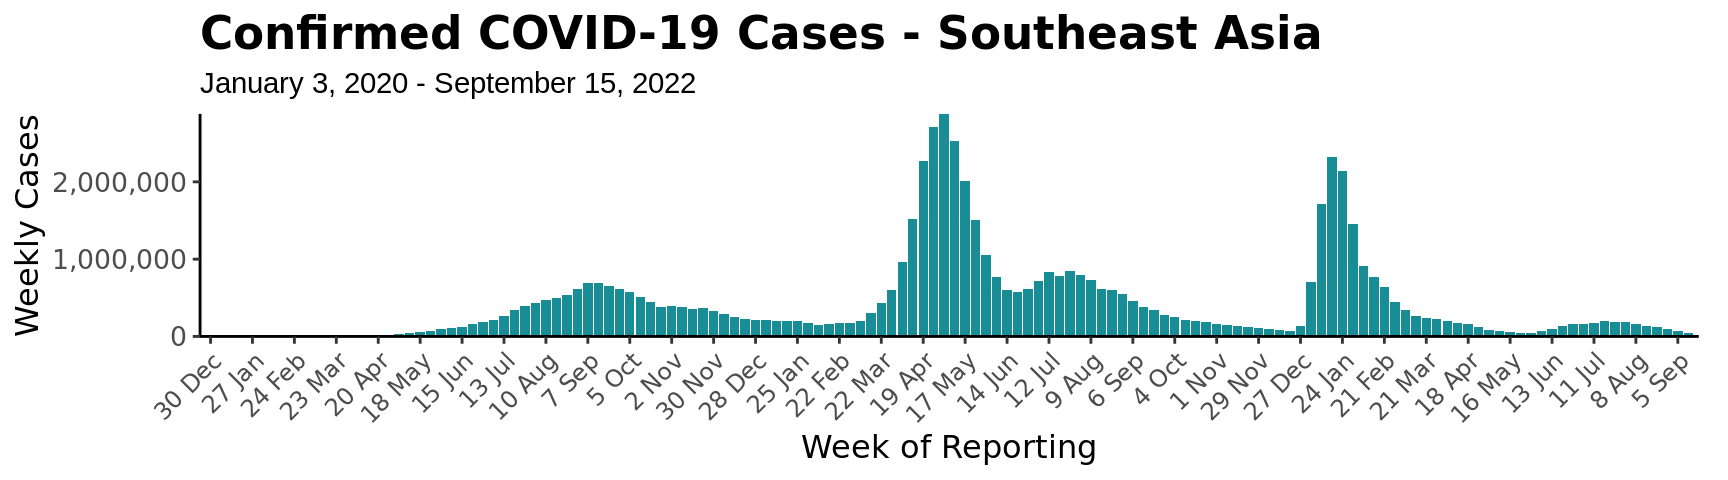 Confirmed COVID-19 Cases - Southeast Asia
January 3, 2020 - September 15, 2022
Weekly Cases
2,000,000
1,000,000
0
30 Dec
27 Jan
24 Feb
23 Mar
20 Apr
18 May
15 Jun
13 Jul
10 Aug
7 Sep
5 Oct
2 Nov
30 Nov
28 Dec
25 Jan
22 Feb
22 Mar
19 Apr
17 May
14 Jun
12 Jul
9 Aug
6 Sep
4 Oct
1 Nov
29 Nov
27 Dec
24 Jan
21 Feb
21 Mar
18 Apr
16 May
13 Jun
11 Jul
8 Aug
5 Sep
Week of Reporting